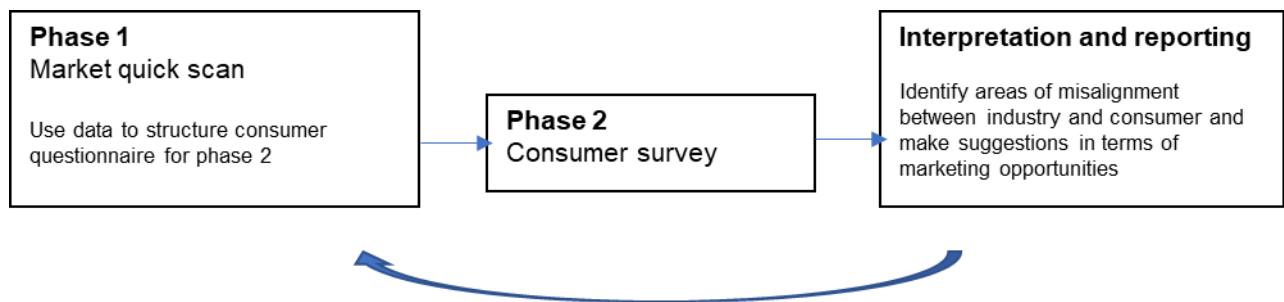 Phase 1
Market quick scan
Use data to structure consumer
questionnaire for phase 2
Phase 2
Consumer survey
Interpretation and reporting
Identify areas of misalignment
between industry and consumer and
make suggestions in terms of
marketing opportunities